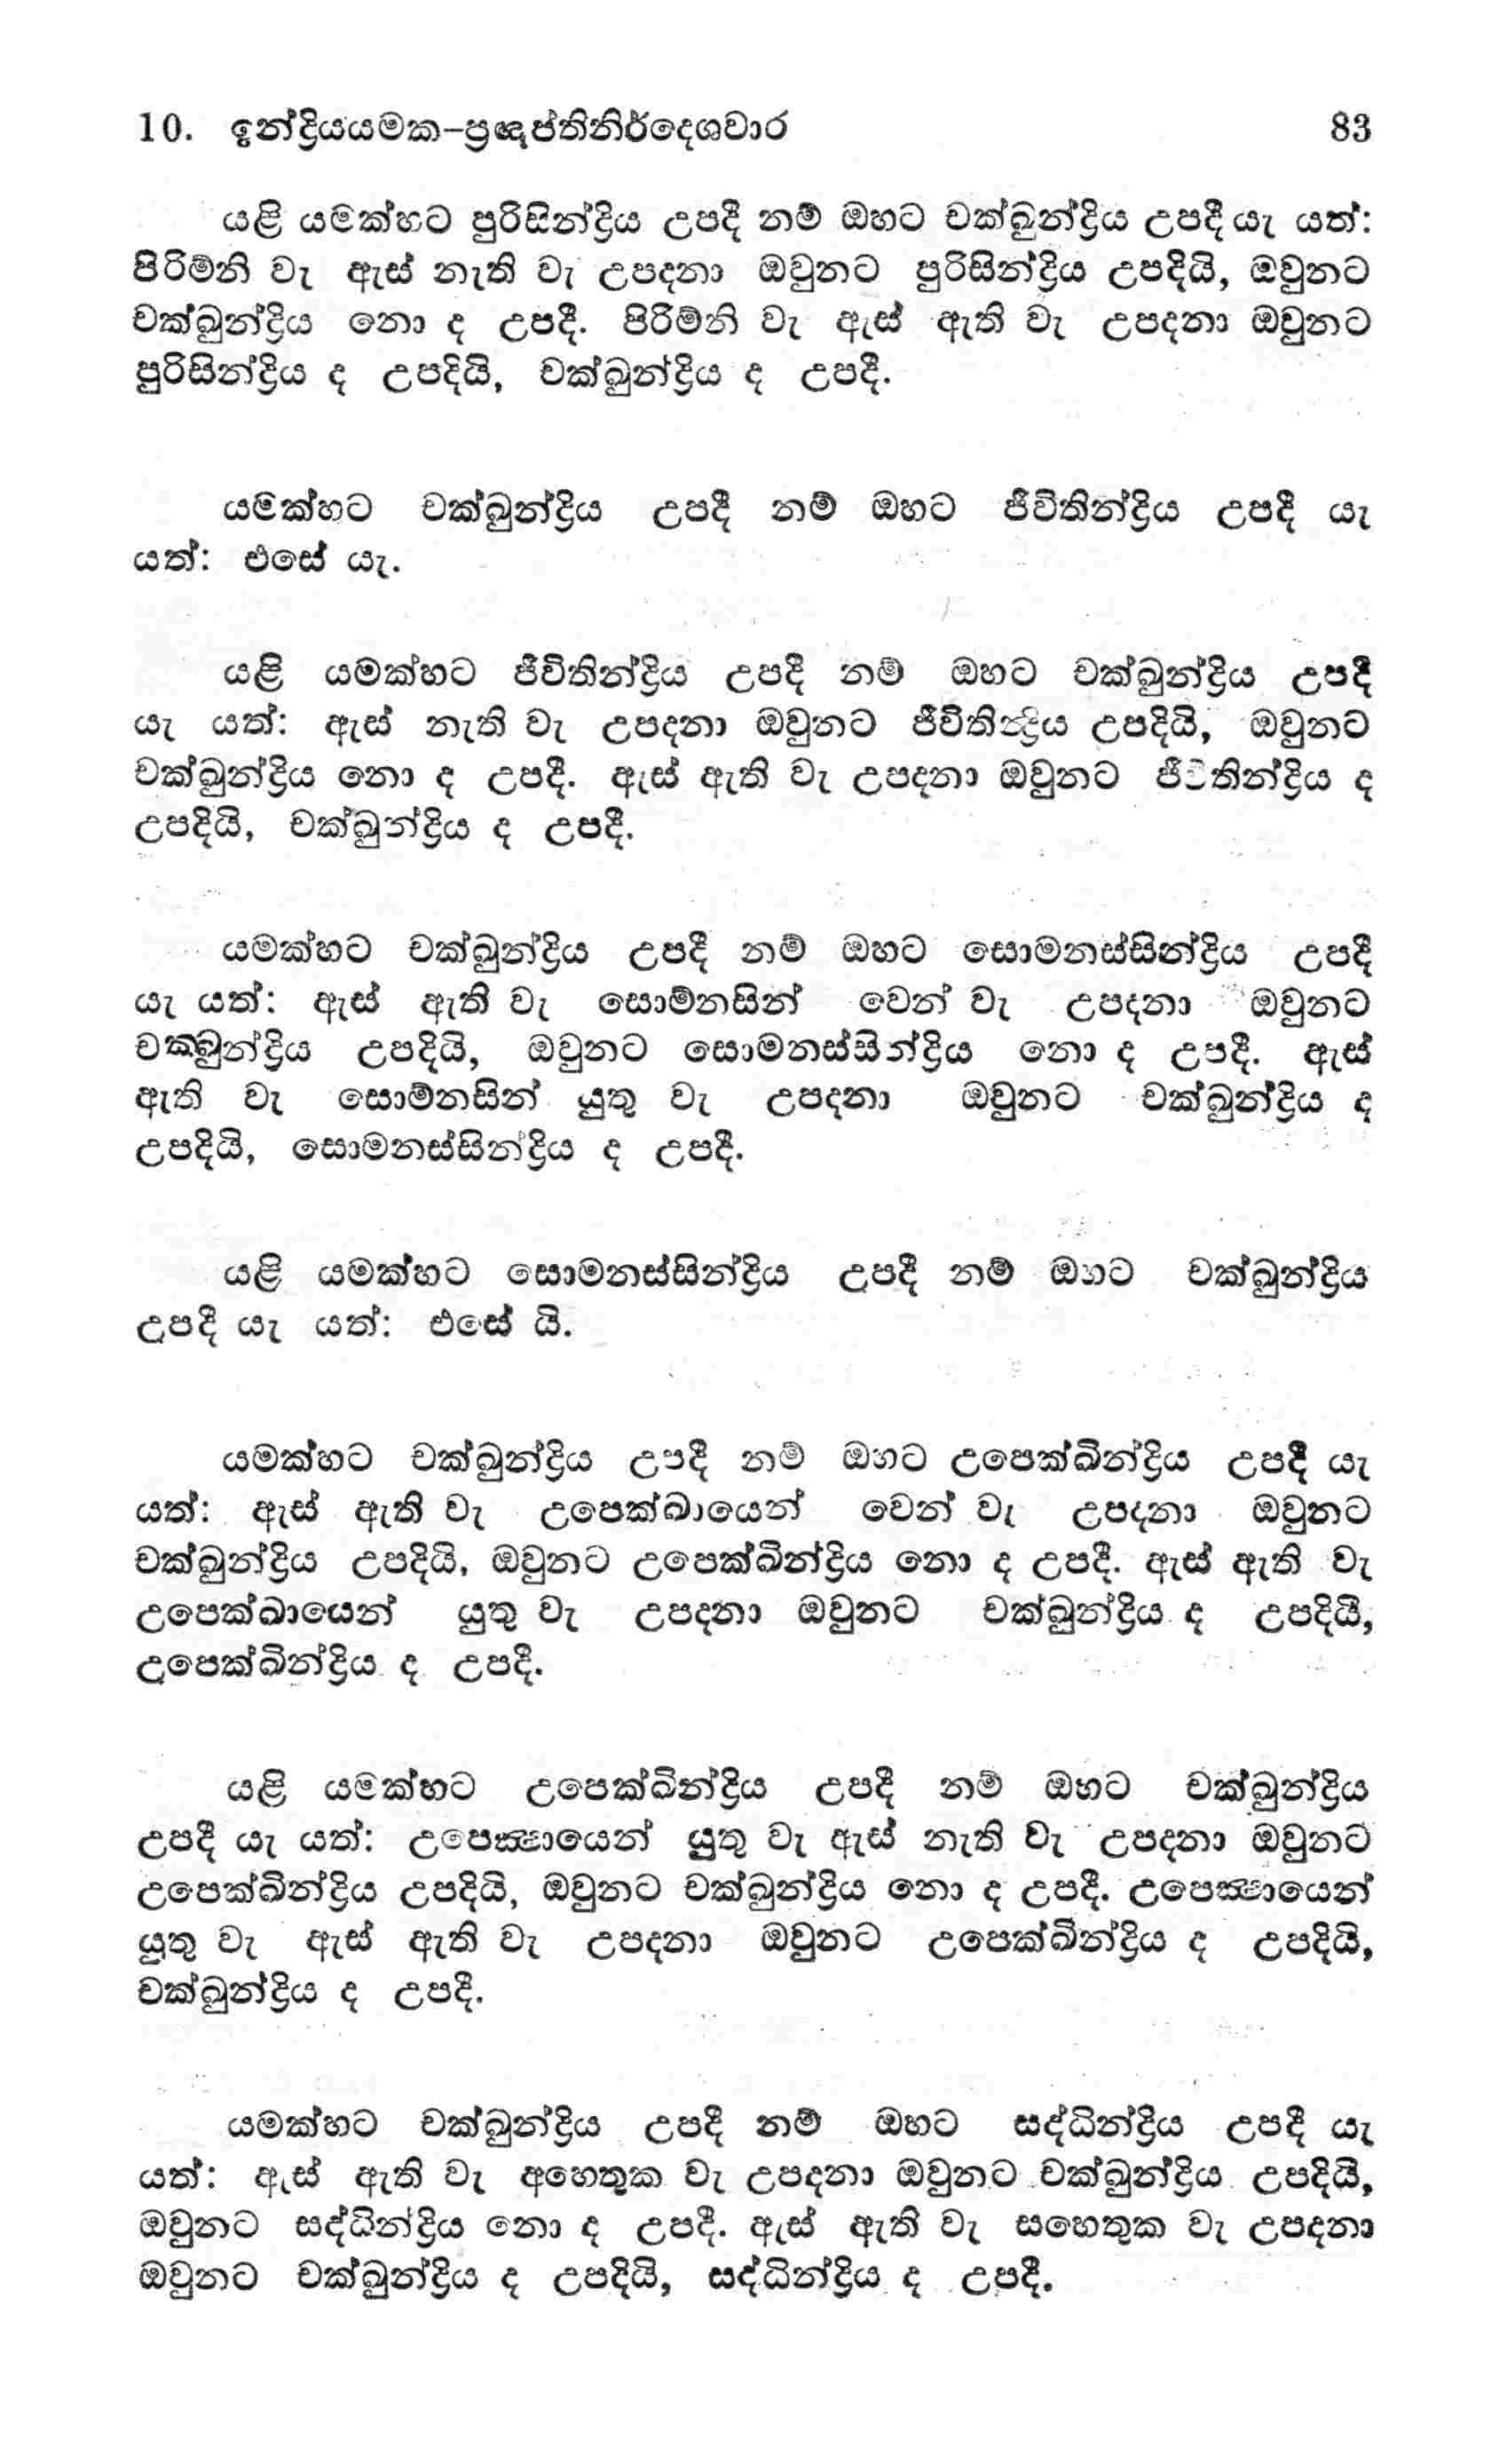 10. ඉන්ද්‍රියයමක-ප්‍රඥප්තිනිර්දෙශවාර 83
යළි යමක්හට පුරිසින්ද්‍රිය උපදී නම් ඔහට චක්ඛුන්ද්‍රිය උපදී යැ යත්:
පිරිමිනි වැ ඇස් නැති වැ උපදනා ඔවුනට පුරිසින්ද්‍රිය උපදියි, ඔවුනට
චක්ඛුන්ද්‍රිය නො ද උපදී. පිරිමිනි වැ ඇස් ඇති වැ උපදනා ඔවුනට
පුරිසින්ද්‍රිය ද උපදියි, චක්ඛුන්ද්‍රිය ද උපදී.
යමක්හට චක්ඛුන්ද්‍රිය උපදී නම් ඔහට ජීවිතින්ද්‍රිය උපදී යැ
යත්: එසේ යැ.
යළි යමක්හට ජීවිතින්ද්‍රිය උපදී නම් ඔහට චක්ඛුන්ද්‍රිය උපදී
යැ යත්: ඇස් නැති වැ උපදනා ඔවුනට ජීවිතින්ද්‍රිය උපදියි, ඔවුනට
චක්ඛුන්ද්‍රිය නො ද උපදී. ඇස් ඇති වැ උපදනා ඔවුනට ජීවිතින්ද්‍රිය ද
උපදියි, චක්ඛුන්ද්‍රිය ද උපදී.
යමක්හට චක්ඛුන්ද්‍රිය උපදී නම් ඔහට සොමනස්සින්ද්‍රිය උපදී
යැ යත්: ඇස් ඇති වැ සොම්නසින් වෙන් වැ උපදනා ඔවුනට
චක්ඛුන්ද්‍රිය උපදියි, ඔවුනට සොමනස්සින්ද්‍රිය නො ද උපදී. ඇස්
ඇති වැ සොම්නසින් යුතු වැ උපදනා ඔවුනට චක්ඛුන්ද්‍රිය ද
උපදියි, සොමනස්සින්ද්‍රිය ද උපදී.
යළි යමක්හට සොමනස්සින්ද්‍රිය උපදී නම් ඔහට චක්ඛුන්ද්‍රිය
උපදී යැ යත්: එසේ යි.
යමක්හට චක්ඛුන්ද්‍රිය උපදී නම් ඔහට උපෙක්ඛින්ද්‍රිය උපදී යැ
යත්: ඇස් ඇති වැ උපෙක්ඛායෙන් වෙන් වැ උපදනා ඔවුනට
චක්ඛුන්ද්‍රිය උපදියි, ඔවුනට උපෙක්ඛින්ද්‍රිය නො ද උපදී. ඇස් ඇති වැ
උපෙක්ඛායෙන් යුතු වැ උපදනා ඔවුනට චක්ඛුන්ද්‍රිය ද උපදියි,
උපෙක්ඛින්ද්‍රිය ද උපදී.
යළි යමක්හට උපෙක්ඛින්ද්‍රිය උපදී නම් ඔහට චක්ඛුන්ද්‍රිය
උපදී යැ යත්: උපෙක්‍ෂායෙන් යුතු වැ ඇස් නැති වැ උපදනා ඔවුනට
උපෙක්ඛින්ද්‍රිය උපදියි, ඔවුනට චක්ඛුන්ද්‍රිය නො ද උපදී. උපෙක්‍ෂායෙන්
යුතු වැ ඇස් ඇති වැ උපදනා ඔවුනට උපෙක්ඛින්ද්‍රිය ද උපදියි,
චක්ඛුන්ද්‍රිය ද උපදී.
යමක්හට චක්ඛුන්ද්‍රිය උපදී නම් ඔහට සද්ධින්ද්‍රිය උපදී යැ
යත්: ඇස් ඇති වැ අහෙතුක වැ උපදනා ඔවුනට චක්ඛුන්ද්‍රිය උපදියි,
ඔවුනට සද්ධින්ද්‍රිය නො ද උපදී. ඇස් ඇති වැ සහෙතුක වැ උපදනා
ඔවුනට චක්ඛුන්ද්‍රිය ද උපදියි, සද්ධින්ද්‍රිය ද උපදී.